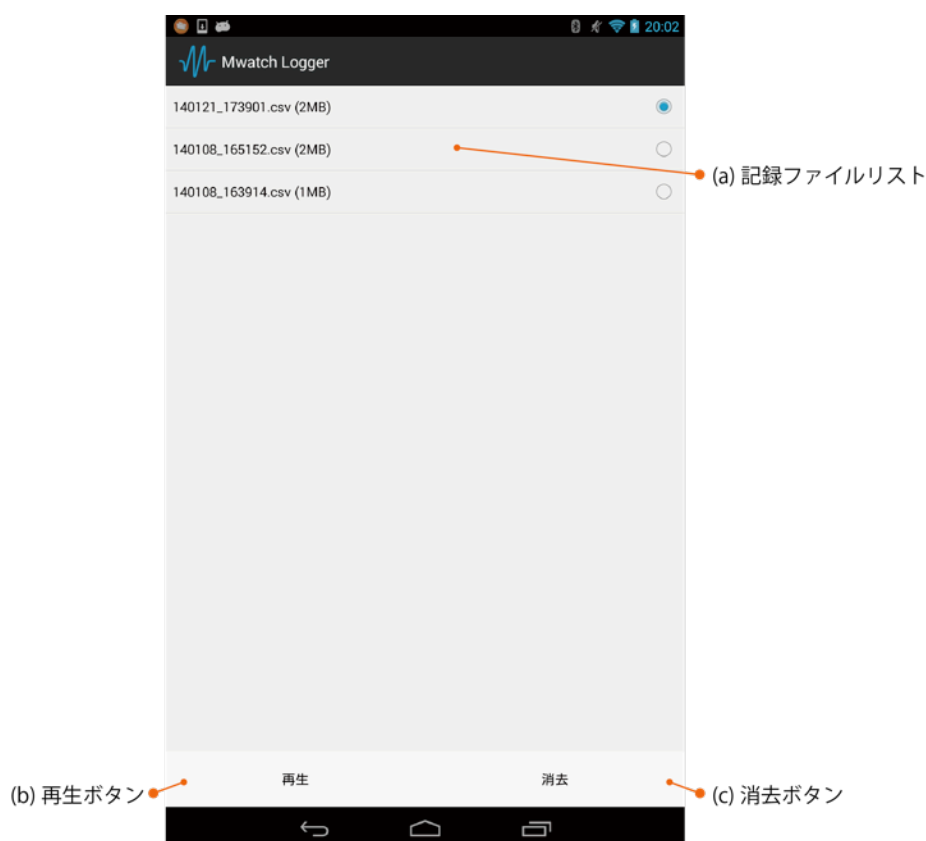 20:02
Mwatch Logger
140121_173901.csv (2MB)
140108_165152.csv (2MB)
(a) 記録ファイルリスト
140108_163914.csv (1MB)
再生
消去
(b) 再生ボタン
(c) 消去ボタン